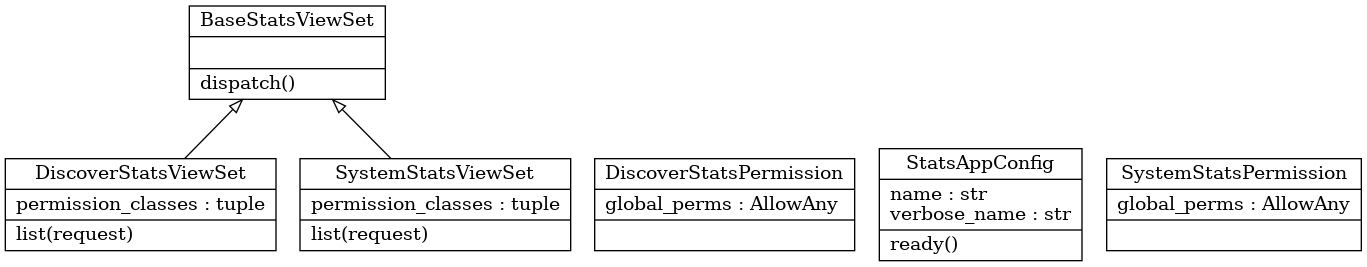 BaseStatsViewSet
dispatch()
DiscoverStatsViewSet
permission_classes : tuple
list(request)
SystemStatsViewSet
permission_classes : tuple
list(request)
DiscoverStatsPermission
global_perms : AllowAny
StatsAppConfig
name : str
verbose_name : str
ready()
SystemStatsPermission
global_perms : AllowAny